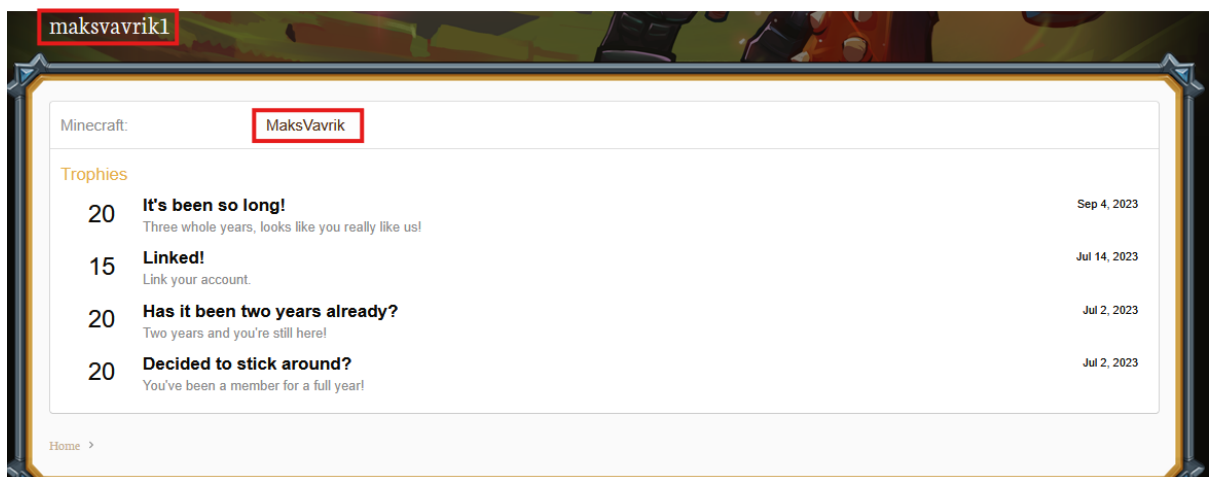 maksvavrik1
Minecraft: MaksVavrik
Trophies
20 It's been so long! Sep 4, 2023
Three whole years, looks like you really like us!
15 Linked! Jul 14, 2023
Link your account.
20 Has it been two years already? Jul 2, 2023
Two years and you're still here!
20 Decided to stick around? Jul 2, 2023
You've been a member for a full year!
Home >